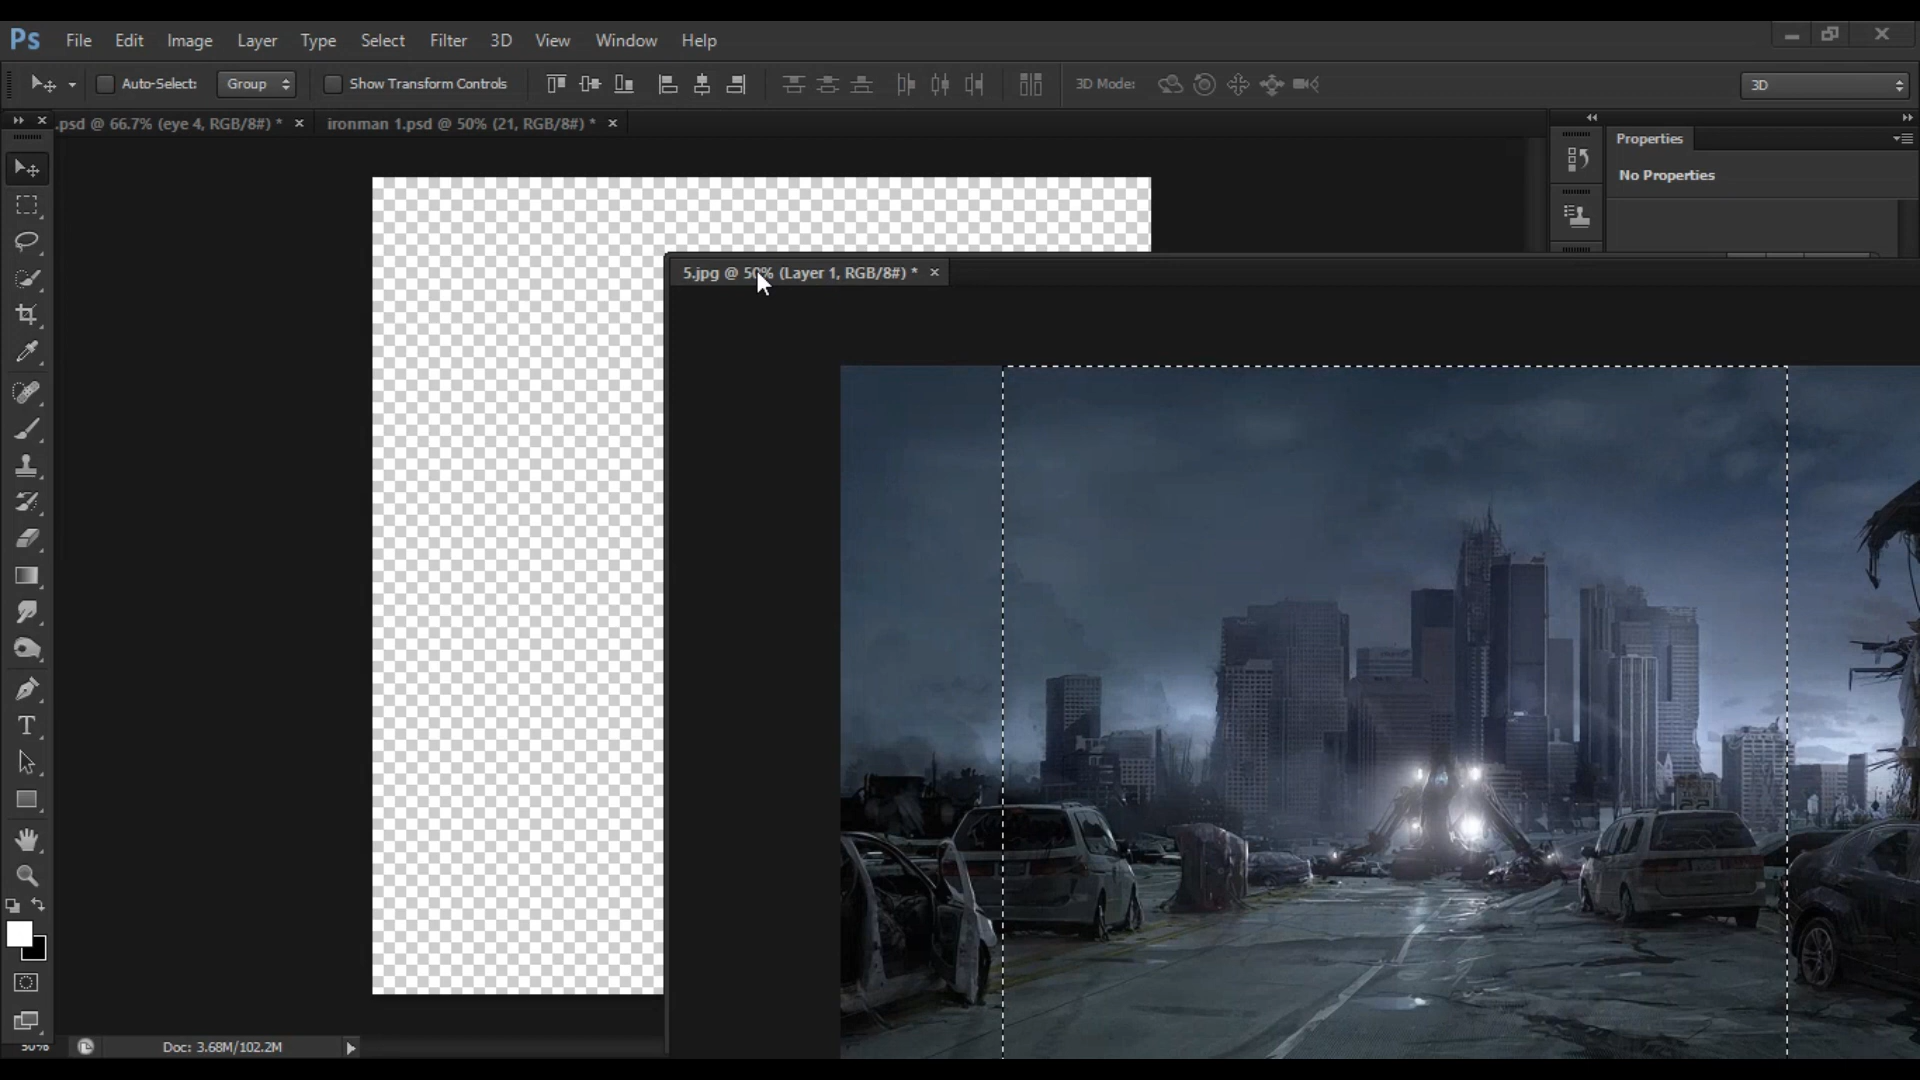 Ps File Edit Image Layer Type Select Filter 3D View Window Help
Auto-Select: Group Show Transform Controls 3D Mode: 3D
.psd @ 66.7% (eye 4, RGB/8#) * × ironman 1.psd @ 50% (21, RGB/8#) * ×
Properties
No Properties
5.jpg @ 50% (Layer 1, RGB/8#) * ×
T
50% Doc: 3.68M/102.2M